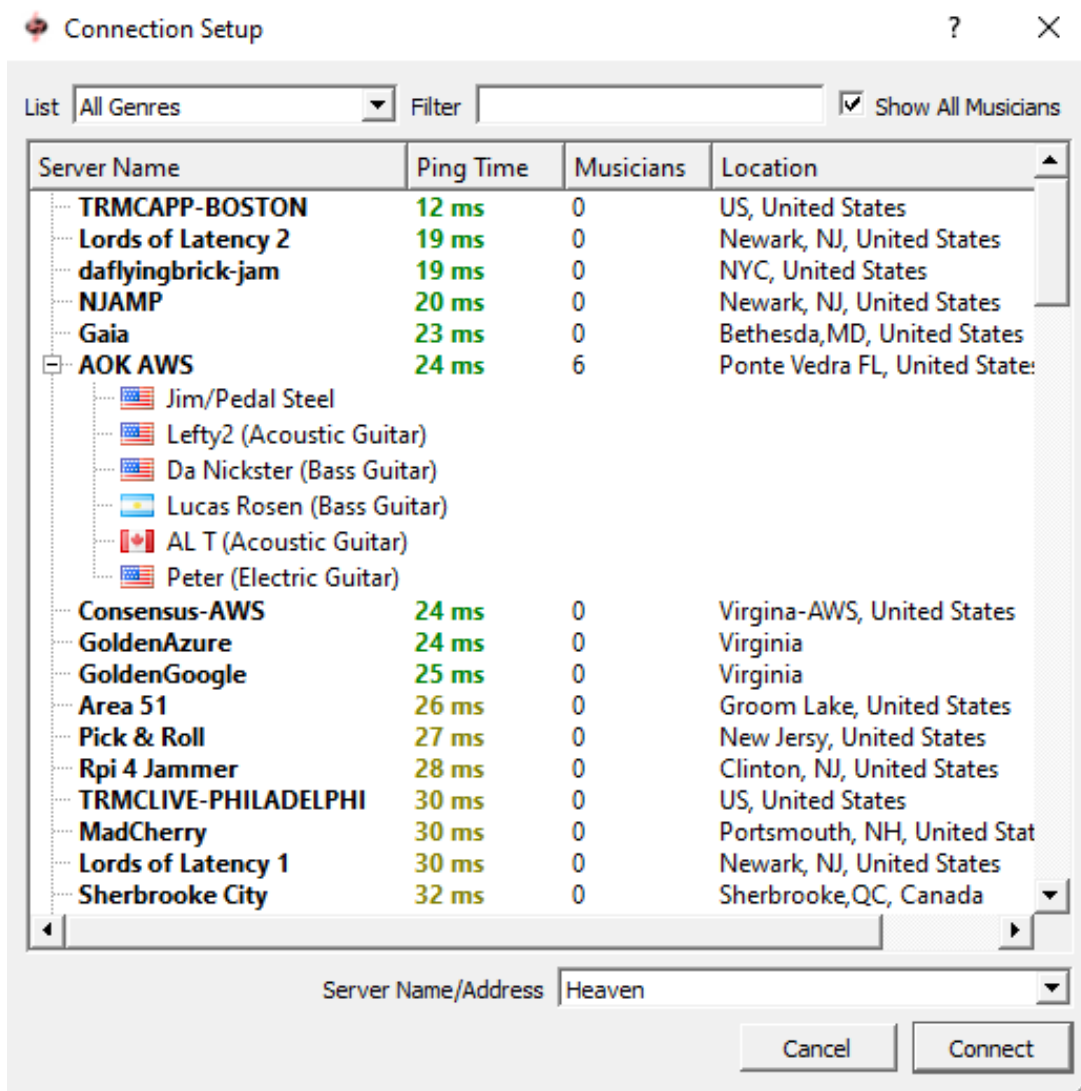 Connection Setup ?
List All Genres Filter Show All Musicians
Server Name Ping Time Musicians Location
TRMCAPP-BOSTON 12 ms 0 US, United States
Lords of Latency 2 19 ms 0 Newark, NJ, United States
daflyingbrick-jam 19 ms 0 NYC, United States
NJAMP 20 ms 0 Newark, NJ, United States
Gaia 23 ms 0 Bethesda,MD, United States
AOK AWS 24 ms 6 Ponte Vedra FL, United States
Jim/Pedal Steel
Lefty2 (Acoustic Guitar)
Da Nickster (Bass Guitar)
Lucas Rosen (Bass Guitar)
AL T (Acoustic Guitar)
Peter (Electric Guitar)
Consensus-AWS 24 ms 0 Virgina-AWS, United States
GoldenAzure 24 ms 0 Virginia
GoldenGoogle 25 ms 0 Virginia
Area 51 26 ms 0 Groom Lake, United States
Pick & Roll 27 ms 0 New Jersy, United States
Rpi 4 Jammer 28 ms 0 Clinton, NJ, United States
TRMCLIVE-PHILADELPHI 30 ms 0 US, United States
MadCherry 30 ms 0 Portsmouth, NH, United Stat
Lords of Latency 1 30 ms 0 Newark, NJ, United States
Sherbrooke City 32 ms 0 Sherbrooke,QC, Canada
Server Name/Address Heaven
Cancel Connect